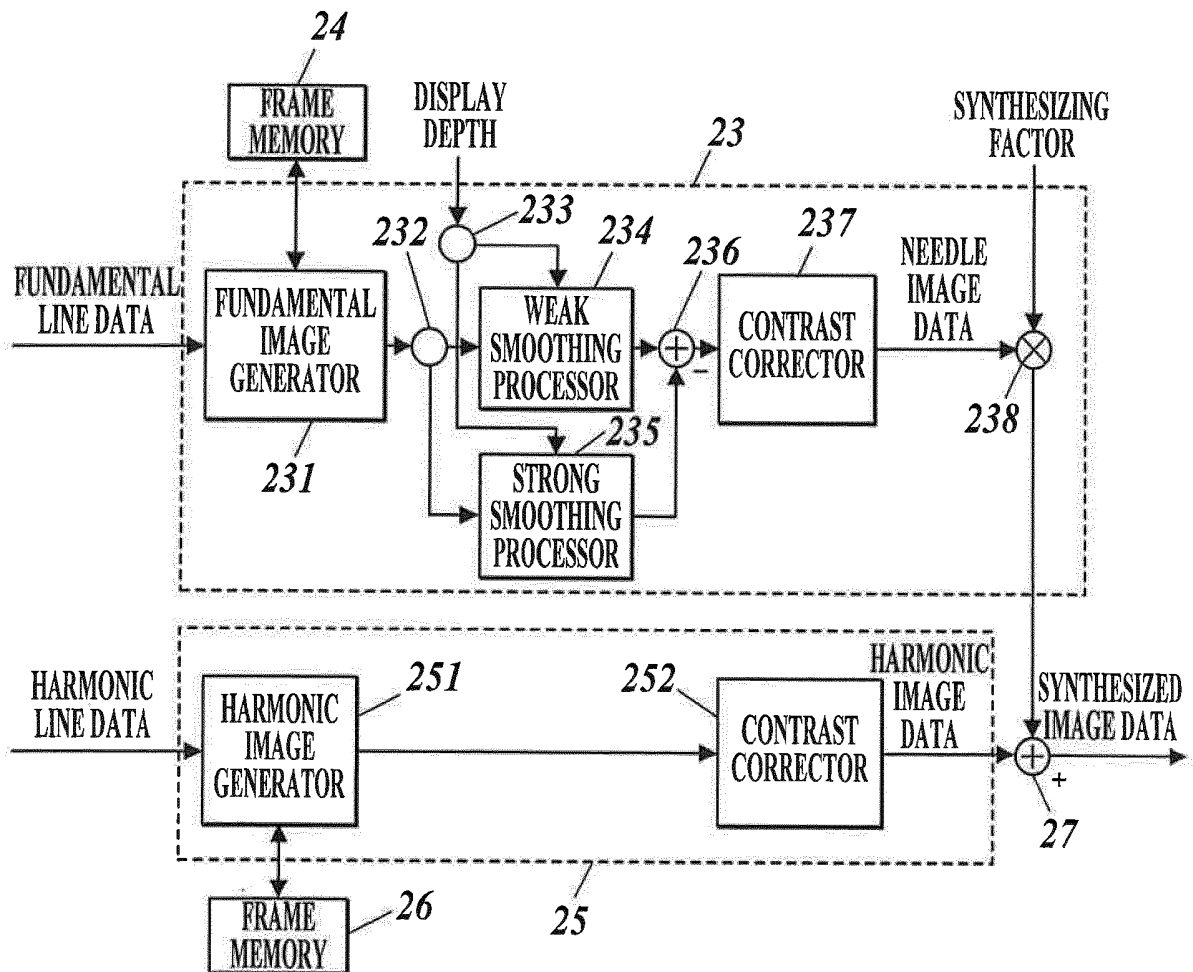 24
FRAME
MEMORY
DISPLAY
DEPTH
SYNTHESIZING
FACTOR
23
232
233
234
236
237
FUNDAMENTAL
LINE DATA
FUNDAMENTAL
IMAGE
GENERATOR
WEAK
SMOOTHING
PROCESSOR
+
-
CONTRAST
CORRECTOR
NEEDLE
IMAGE
DATA
238
231
235
STRONG
SMOOTHING
PROCESSOR
HARMONIC
LINE DATA
251
HARMONIC
IMAGE
GENERATOR
252
CONTRAST
CORRECTOR
HARMONIC
IMAGE
DATA
SYNTHESIZED
IMAGE DATA
+
+
27
25
FRAME
MEMORY
26